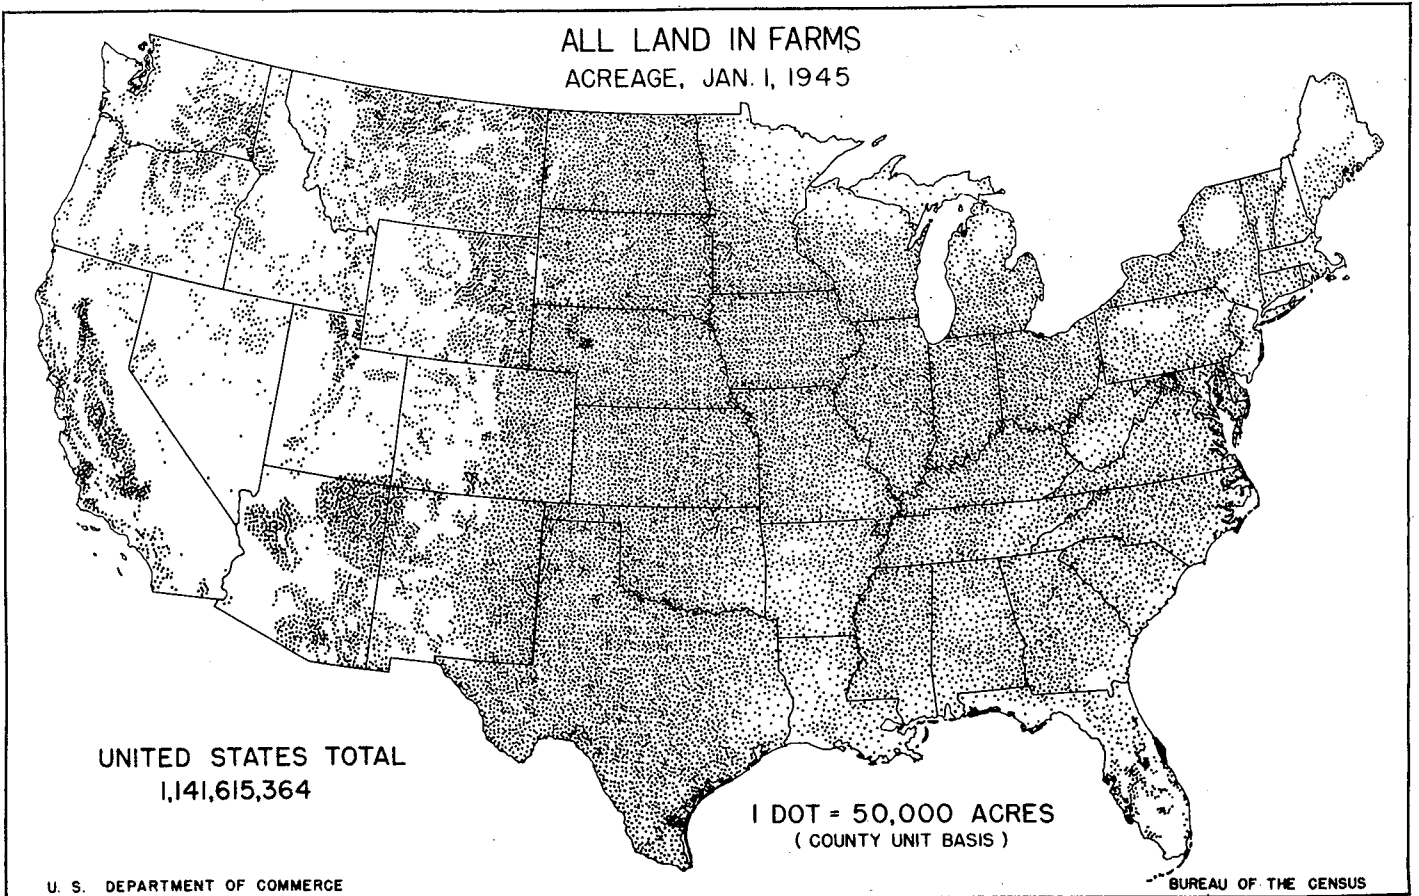 ALL LAND IN FARMS
ACREAGE, JAN. 1, 1945
UNITED STATES TOTAL
1,141,615,364
1 DOT = 50,000 ACRES
( COUNTY UNIT BASIS )
U. S. DEPARTMENT OF COMMERCE
BUREAU OF THE CENSUS